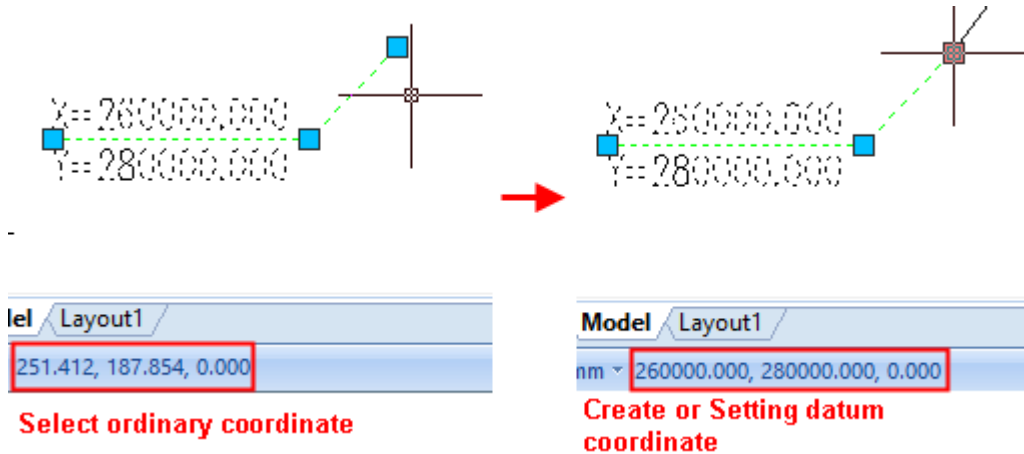 X=260000.000
Y=280000.000
X=260000.000
Y=280000.000
lel Layout1
251.412, 187.854, 0.000
Select ordinary coordinate
Model Layout1
mm 260000.000, 280000.000, 0.000
Create or Setting datum
coordinate